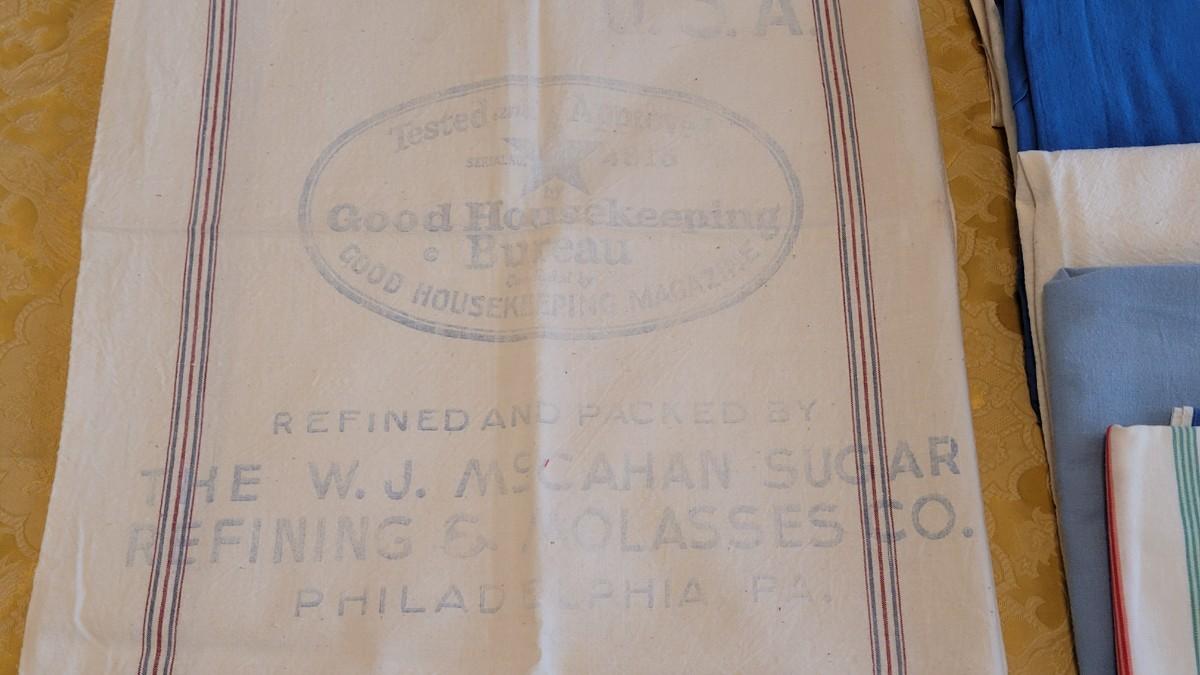 U.S.A.
Tested and Approved
SERIAL NO. 4518
by
Good Housekeeping
Bureau
Conducted by
GOOD HOUSEKEEPING MAGAZINE
REFINED AND PACKED BY
THE W. J. McCAHAN SUGAR
REFINING & MOLASSES CO.
PHILADELPHIA PA.